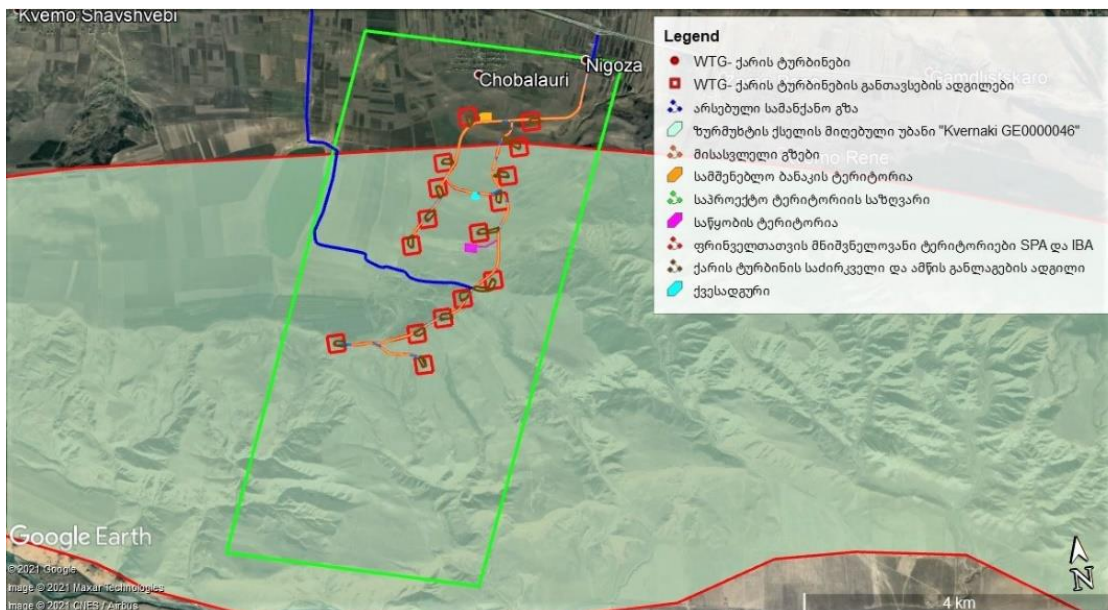 Kvemo Shavshvebi
Nigoza
Chobalauri
Gamdlistskaro
Rene
Legend
WTG- ქარის ტურბინები
WTG- ქარის ტურბინების განთავსების ადგილები
არსებული სამანქანო გზა
ზურმუხტის ქსელის მიღებული უბანი "Kvernaki GE0000046"
მისასვლელი გზები
სამშენებლო ბანაკის ტერიტორია
საპროექტო ტერიტორიის საზღვარი
საწყობის ტერიტორია
ფრინველთათვის მნიშვნელოვანი ტერიტორიები SPA და IBA
ქარის ტურბინის საძირკველი და ამწის განლაგების ადგილი
ქვესადგური
Google Earth
© 2021 Google
Image © 2021 Maxar Technologies
Image © 2021 CNES / Airbus
N
4 km